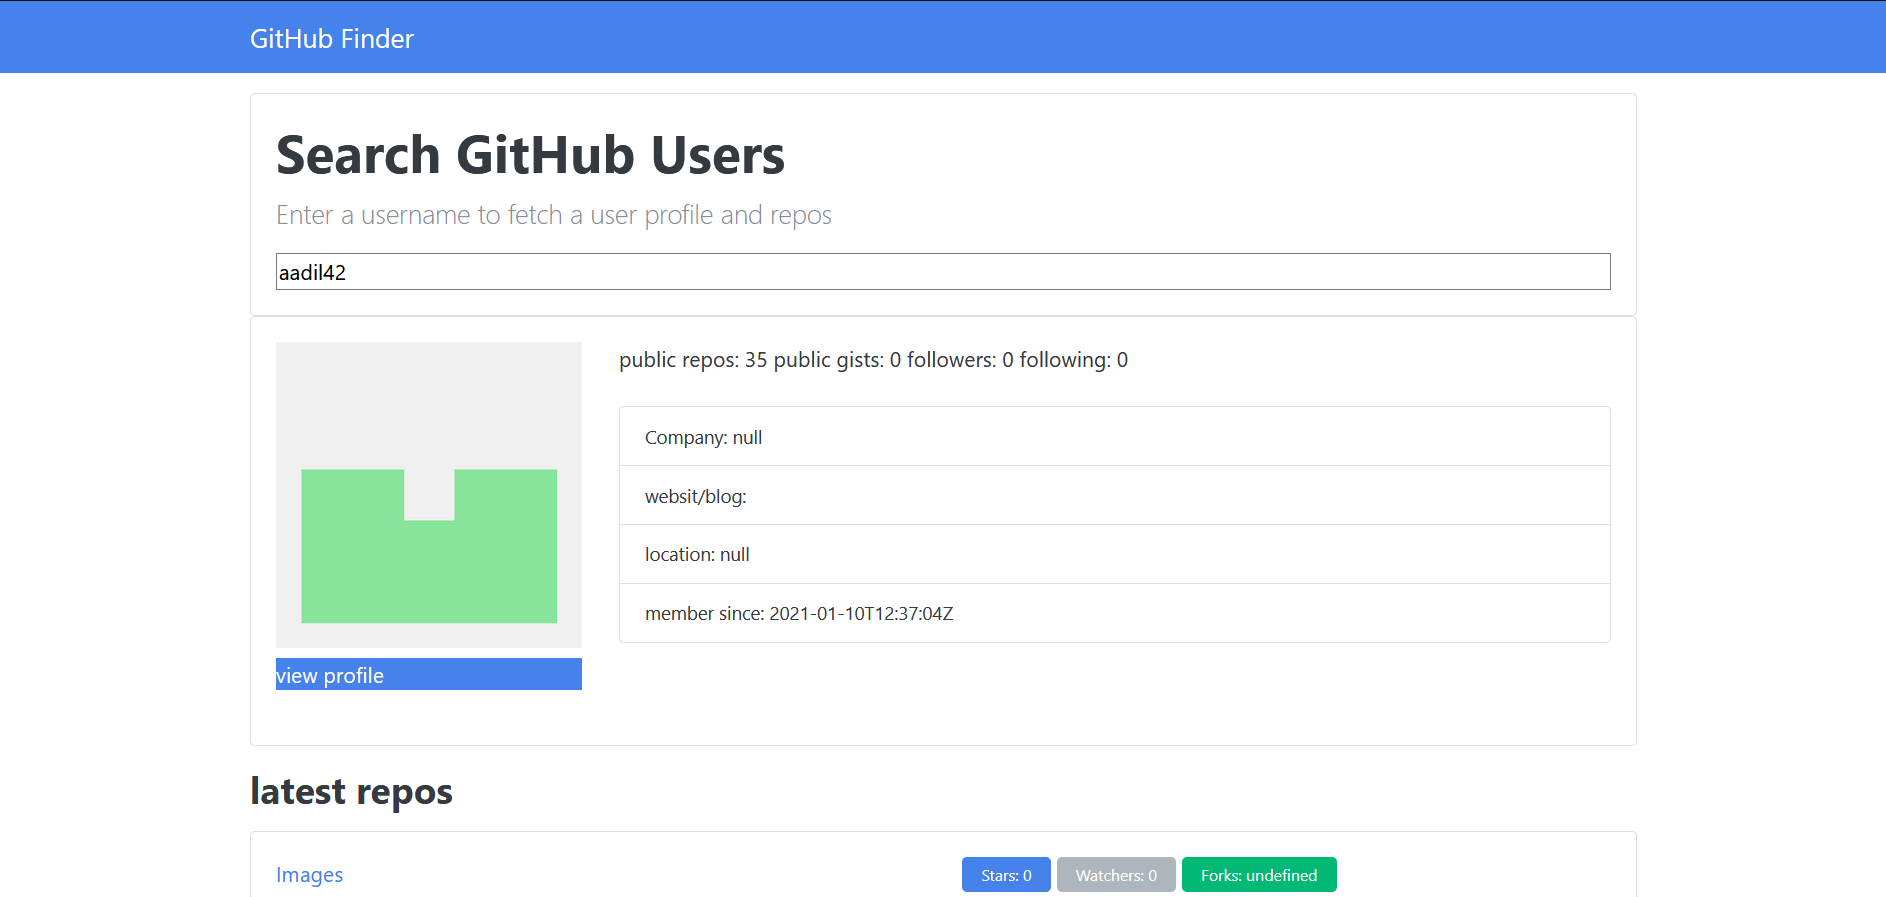 GitHub Finder
Search GitHub Users
Enter a username to fetch a user profile and repos
aadil42
public repos: 35 public gists: 0 followers: 0 following: 0
Company: null
websit/blog:
location: null
member since: 2021-01-10T12:37:04Z
view profile
latest repos
Images
Stars: 0
Watchers: 0
Forks: undefined